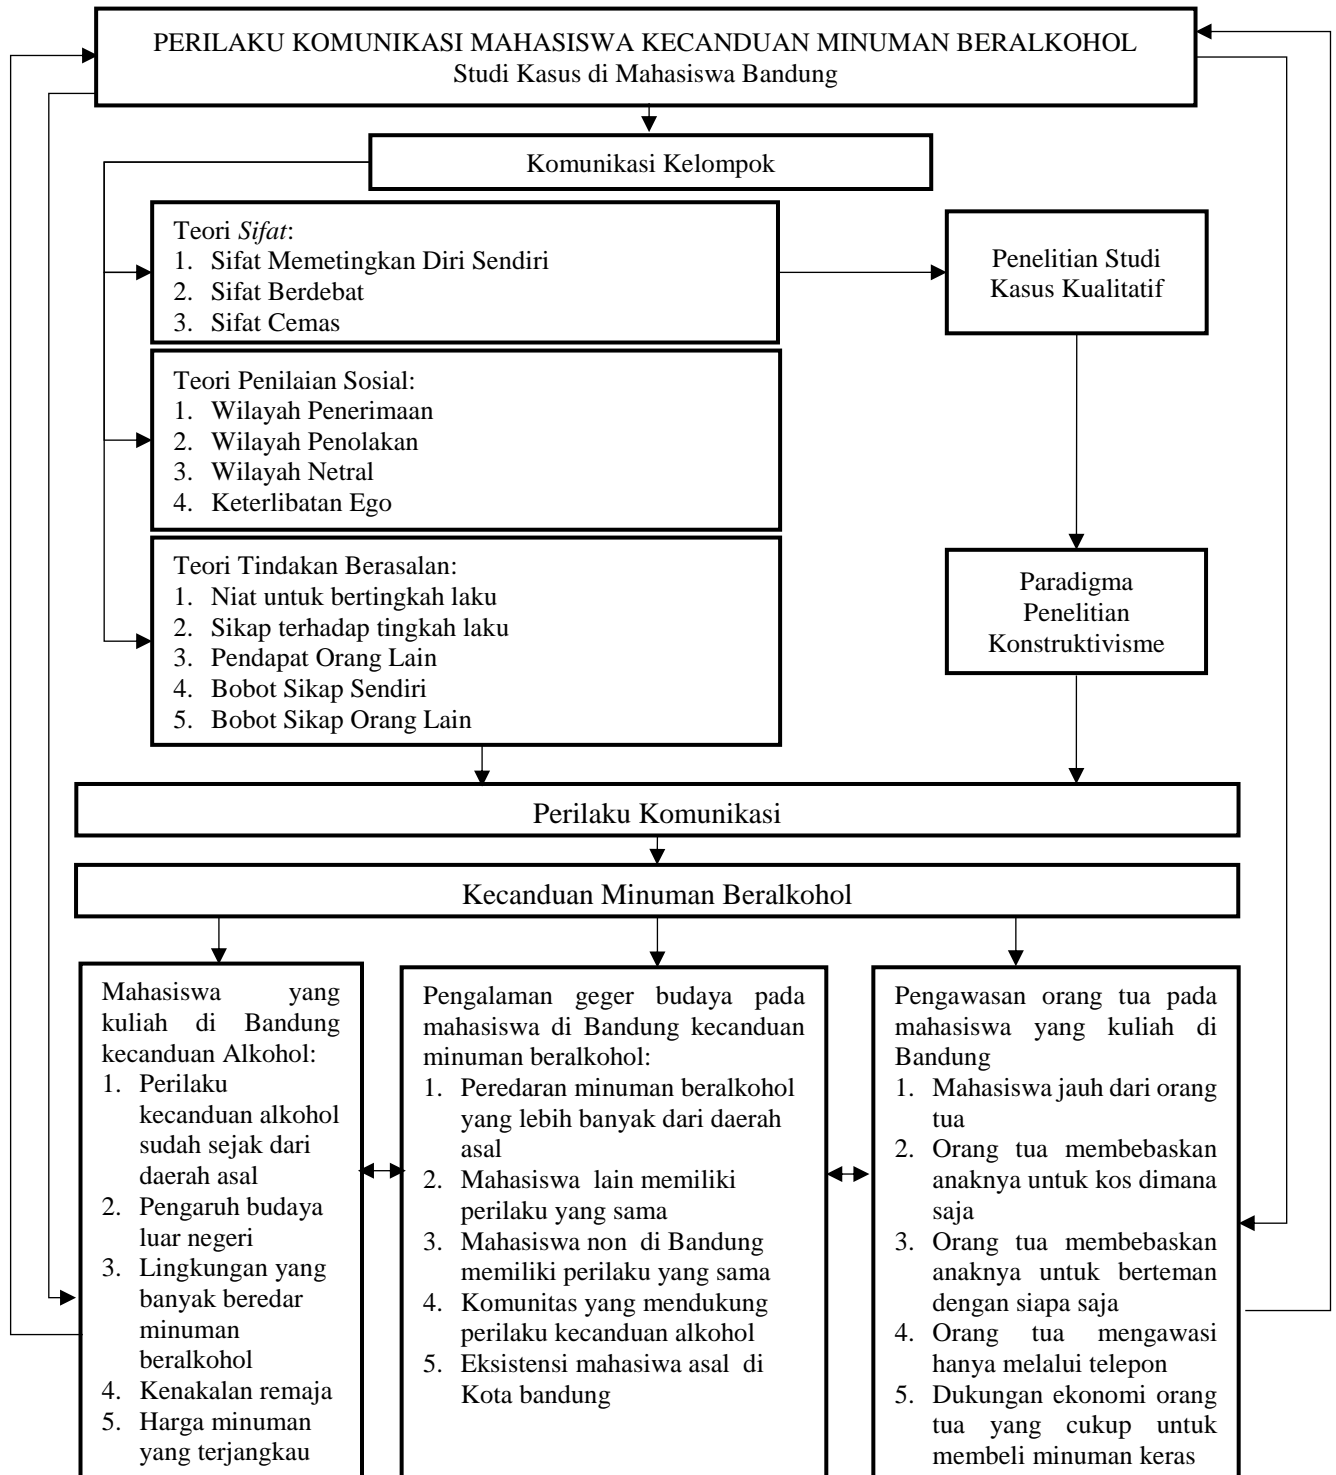 PERILAKU KOMUNIKASI MAHASISWA KECANDUAN MINUMAN BERALKOHOL
Studi Kasus di Mahasiswa Bandung
Komunikasi Kelompok
Teori Sifat:
1. Sifat Memetingkan Diri Sendiri
2. Sifat Berdebat
3. Sifat Cemas
Penelitian Studi
Kasus Kualitatif
Teori Penilaian Sosial:
1. Wilayah Penerimaan
2. Wilayah Penolakan
3. Wilayah Netral
4. Keterlibatan Ego
Teori Tindakan Berasalan:
1. Niat untuk bertingkah laku
2. Sikap terhadap tingkah laku
3. Pendapat Orang Lain
4. Bobot Sikap Sendiri
5. Bobot Sikap Orang Lain
Paradigma
Penelitian
Konstruktivisme
Perilaku Komunikasi
Kecanduan Minuman Beralkohol
Mahasiswa yang
kuliah di Bandung
kecanduan Alkohol:
1. Perilaku
kecanduan alkohol
sudah sejak dari
daerah asal
2. Pengaruh budaya
luar negeri
3. Lingkungan yang
banyak beredar
minuman
beralkohol
4. Kenakalan remaja
5. Harga minuman
yang terjangkau
Pengalaman geger budaya pada
mahasiswa di Bandung kecanduan
minuman beralkohol:
1. Peredaran minuman beralkohol
yang lebih banyak dari daerah
asal
2. Mahasiswa lain memiliki
perilaku yang sama
3. Mahasiswa non di Bandung
memiliki perilaku yang sama
4. Komunitas yang mendukung
perilaku kecanduan alkohol
5. Eksistensi mahasiwa asal di
Kota bandung
Pengawasan orang tua pada
mahasiswa yang kuliah di
Bandung
1. Mahasiswa jauh dari orang
tua
2. Orang tua membebaskan
anaknya untuk kos dimana
saja
3. Orang tua membebaskan
anaknya untuk berteman
dengan siapa saja
4. Orang tua mengawasi
hanya melalui telepon
5. Dukungan ekonomi orang
tua yang cukup untuk
membeli minuman keras